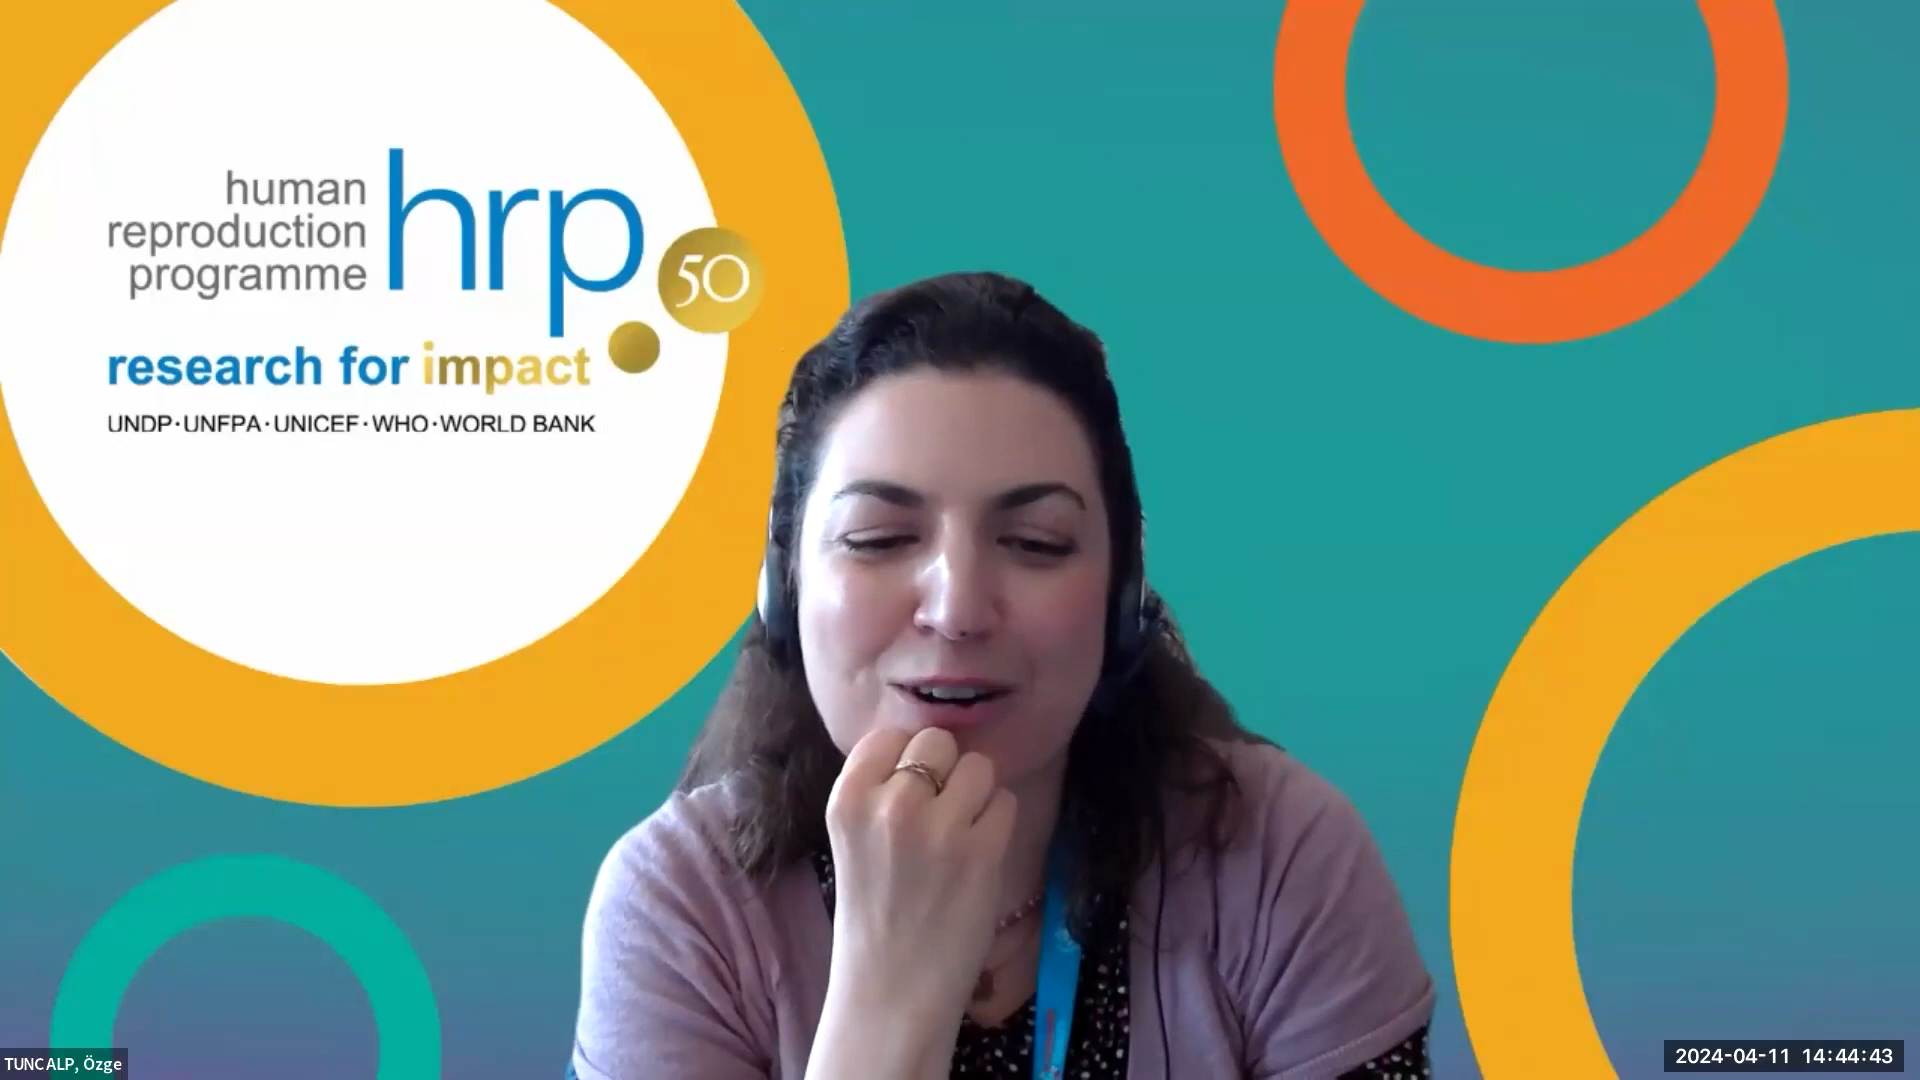 human
reproduction
programme
hrp
50
research for impact
UNDP·UNFPA·UNICEF·WHO·WORLD BANK
TUNCALP, Özge
2024-04-11 14:44:43